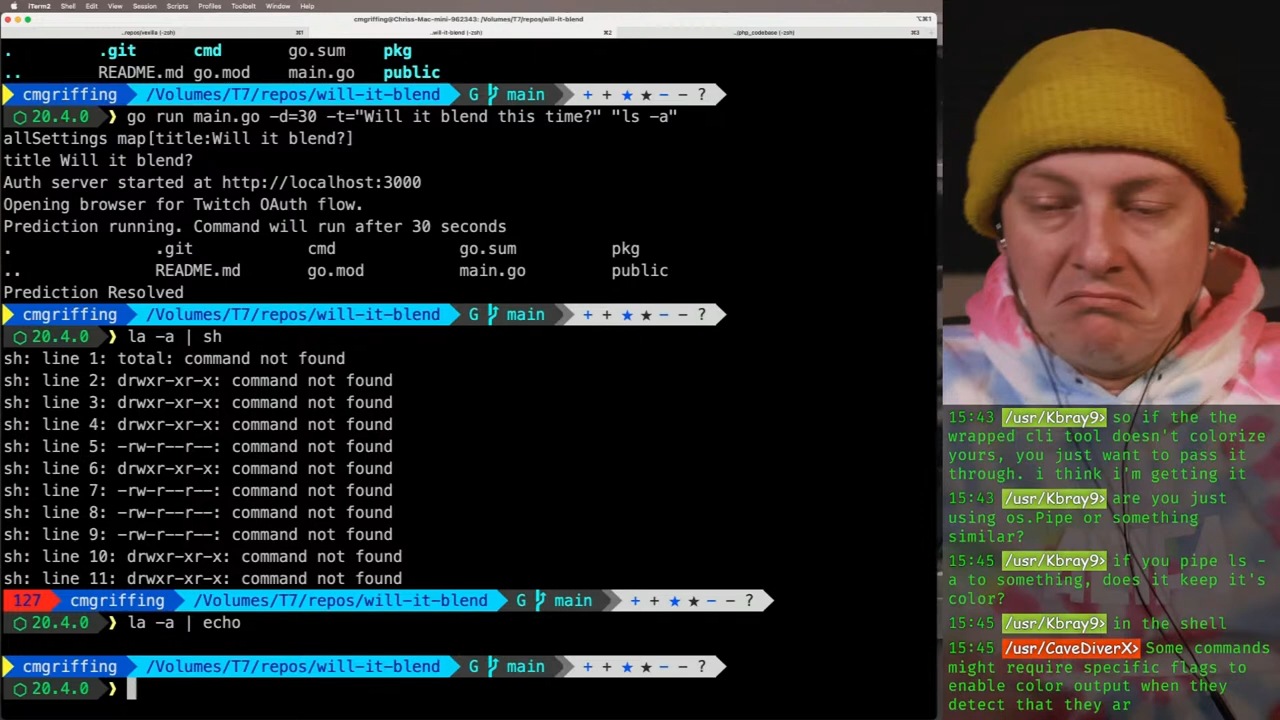 iTerm2 Shell Edit View Session Scripts Profiles Toolbelt Window Help
cmgriffing@Chriss-Mac-mini-962343: /Volumes/T7/repos/will-it-blend ⌥⌘1
..repos/vexilla (-zsh) ⌘1 ..will-it-blend (-zsh) ⌘2 ../php_codebase (-zsh) ⌘3
. .git cmd go.sum pkg
.. README.md go.mod main.go public
cmgriffing /Volumes/T7/repos/will-it-blend G main + + ★ ★ – – ?
20.4.0 ❯ go run main.go -d=30 -t="Will it blend this time?" "ls -a"
allSettings map[title:Will it blend?]
title Will it blend?
Auth server started at http://localhost:3000
Opening browser for Twitch OAuth flow.
Prediction running. Command will run after 30 seconds
. .git cmd go.sum pkg
.. README.md go.mod main.go public
Prediction Resolved
cmgriffing /Volumes/T7/repos/will-it-blend G main + + ★ ★ – – ?
20.4.0 ❯ la -a | sh
sh: line 1: total: command not found
sh: line 2: drwxr-xr-x: command not found
sh: line 3: drwxr-xr-x: command not found
sh: line 4: drwxr-xr-x: command not found
sh: line 5: -rw-r--r--: command not found
sh: line 6: drwxr-xr-x: command not found
sh: line 7: -rw-r--r--: command not found
sh: line 8: -rw-r--r--: command not found
sh: line 9: -rw-r--r--: command not found
sh: line 10: drwxr-xr-x: command not found
sh: line 11: drwxr-xr-x: command not found
127 cmgriffing /Volumes/T7/repos/will-it-blend G main + + ★ ★ – – ?
20.4.0 ❯ la -a | echo
cmgriffing /Volumes/T7/repos/will-it-blend G main + + ★ ★ – – ?
20.4.0 ❯
15:43 /usr/Kbray9> so if the the
wrapped cli tool doesn't colorize
yours, you just want to pass it
through. i think i'm getting it
15:43 /usr/Kbray9> are you just
using os.Pipe or something
similar?
15:45 /usr/Kbray9> if you pipe ls -
a to something, does it keep it's
color?
15:45 /usr/Kbray9> in the shell
15:45 /usr/CaveDiverX> Some commands
might require specific flags to
enable color output when they
detect that they ar